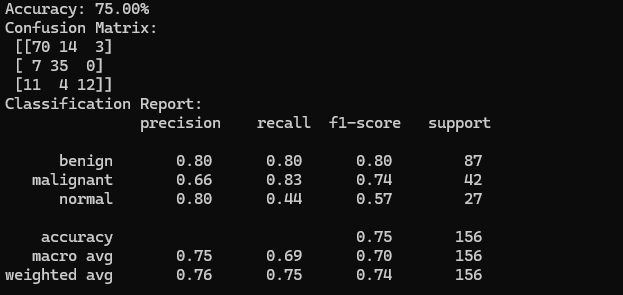 Accuracy: 75.00%
Confusion Matrix:
 [[70 14  3]
 [ 7 35  0]
 [11  4 12]]
Classification Report:
               precision    recall  f1-score   support

      benign       0.80      0.80      0.80        87
   malignant       0.66      0.83      0.74        42
      normal       0.80      0.44      0.57        27

    accuracy                           0.75       156
   macro avg       0.75      0.69      0.70       156
weighted avg       0.76      0.75      0.74       156